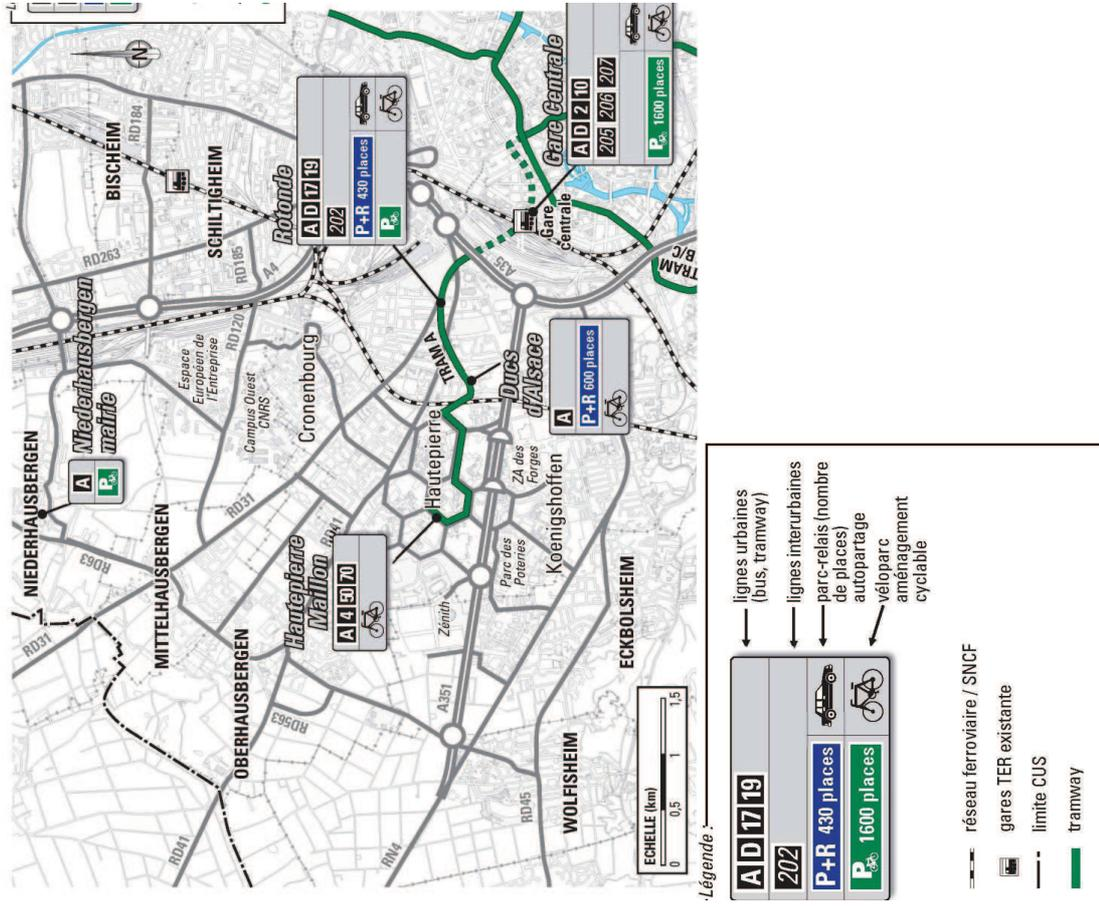 NIEDERHAUSBERGEN
RD31
RD63
MITTELHAUSBERGEN
OBERHAUSBERGEN
RD563
RD41
RN4
RD45
A351
WOLFISHEIM
ECKBOLSHEIM
Niederhausbergen
mairie
A
P
BISCHEIM
RD184
SCHILTIGHEIM
RD263
RD185
A4
RD120
Espace
Européen de
l'Entreprise
Campus Ouest
CNRS
Cronenbourg
RD31
RD41
N
Rotonde
A D 17 19
202
P+R 430 places
P
Gare Centrale
A D 2 10
205 206 207
P 1600 places
Gare
centrale
A35
TRAM
B/C
TRAM A
Hautepierre
Hautepierre
Maillon
A 4 50 70
Ducs
d'Alsace
A
P+R 600 places
ZA des
Forges
Koenigshoffen
Parc des
Poteries
Zénith
ECHELLE (km)
0 0,5 1 1,5
Légende :
A D 17 19
202
P+R 430 places
P 1600 places
lignes urbaines
(bus, tramway)
lignes interurbaines
parc-relais (nombre
de places)
autopartage
véloparc
aménagement
cyclable
réseau ferroviaire / SNCF
gares TER existante
limite CUS
tramway